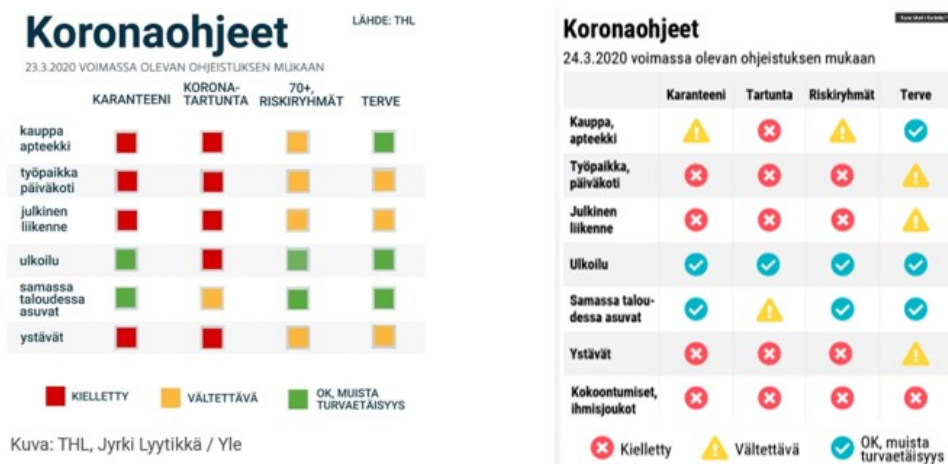 Koronaohjeet
LÄHDE: THL
23.3.2020 VOIMASSA OLEVAN OHJEISTUKSEN MUKAAN
KARANTEENI
KORONA-
TARTUNTA
70+,
RISKIRYHMÄT
TERVE
kauppa
apteekki
työpaikka
päiväkoti
julkinen
liikenne
ulkoilu
samassa
taloudessa
asuvat
ystävät
KIELLETTY
VÄLTETTÄVÄ
OK, MUISTA
TURVAETÄISYYS
Kuva: THL, Jyrki Lyytikkä / Yle
Koronaohjeet
24.3.2020 voimassa olevan ohjeistuksen mukaan
Karanteeni Tartunta Riskiryhmät Terve
Kauppa,
apteekki
Työpaikka,
päiväkoti
Julkinen
liikenne
Ulkoilu
Samassa talou-
dessa asuvat
Ystävät
Kokoontumiset,
ihmisjoukot
Kielletty
Vältettävä
OK, muista
turvaetäisyys